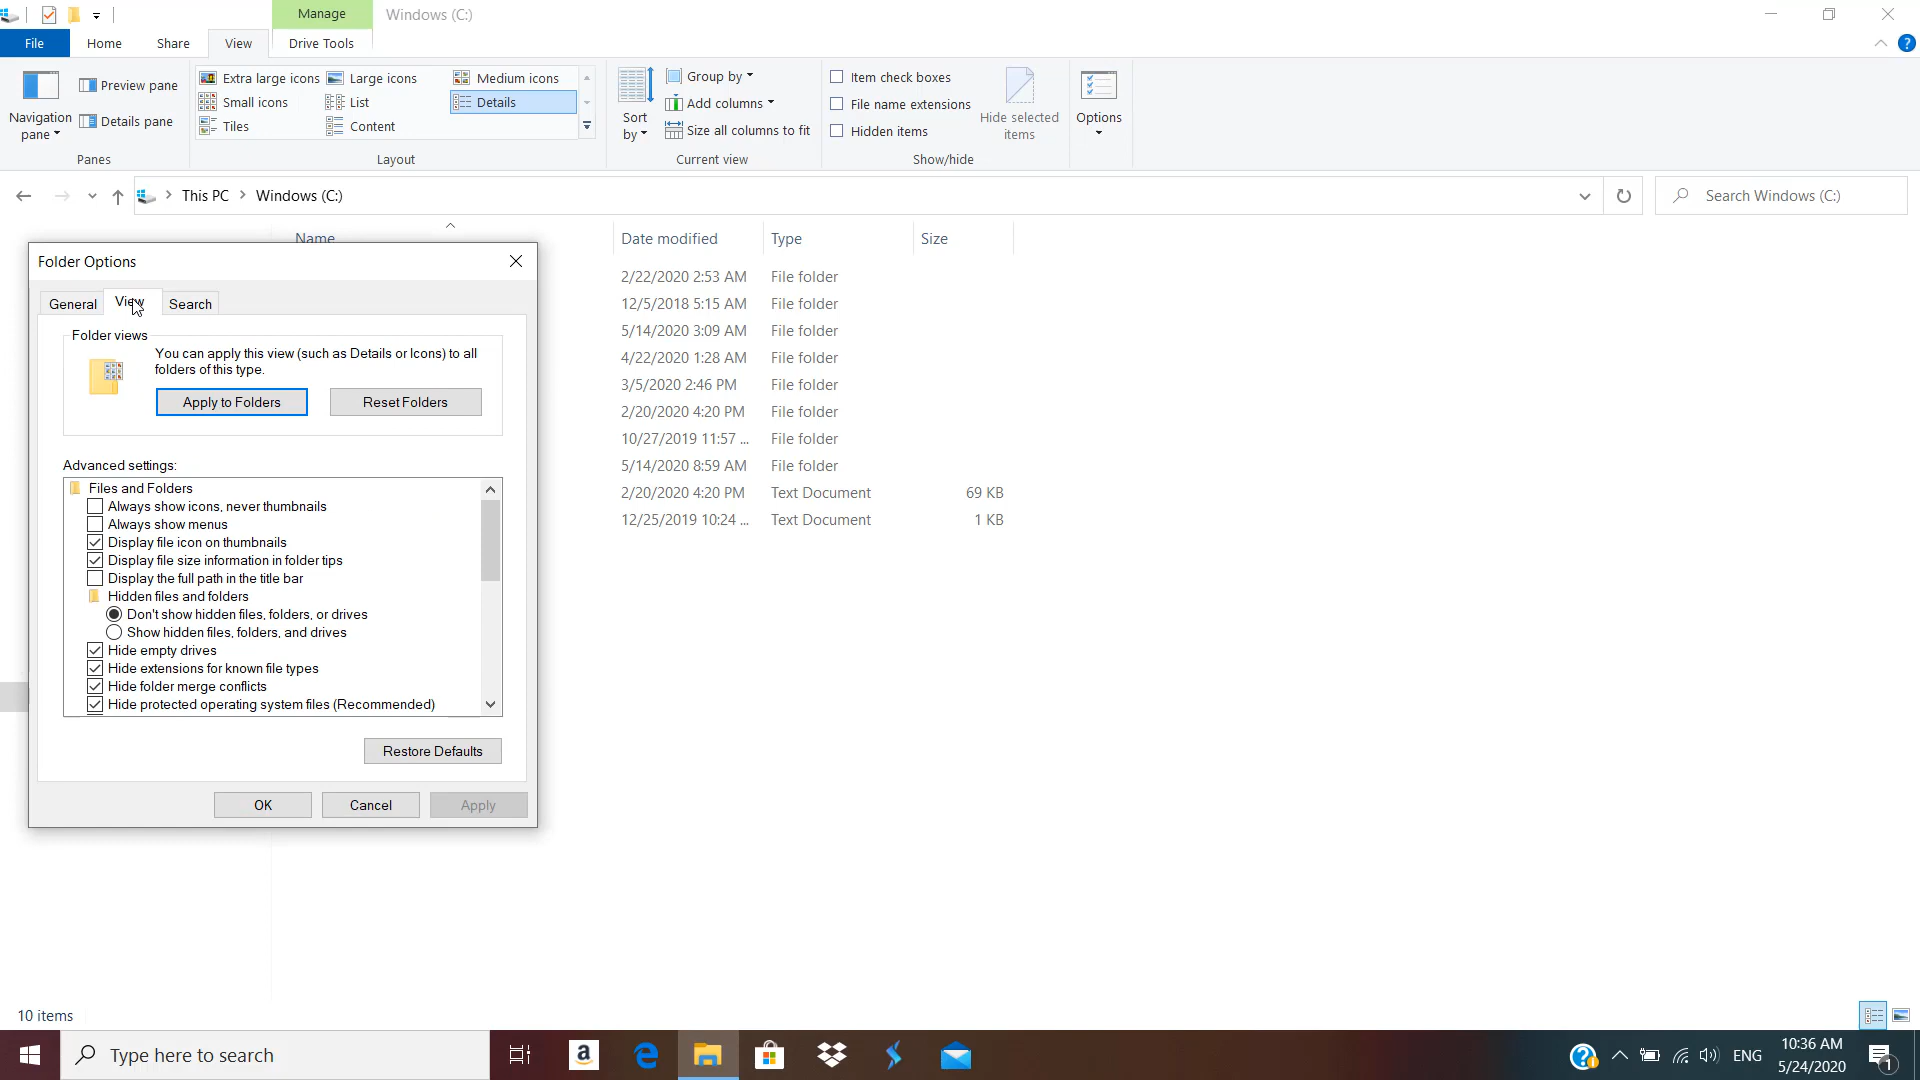 Manage
Windows (C:)
File
Home
Share
View
Drive Tools
Navigation
pane
Preview pane
Details pane
Panes
Extra large icons
Large icons
Medium icons
Small icons
List
Details
Tiles
Content
Layout
Sort
by
Group by
Add columns
Size all columns to fit
Current view
Item check boxes
File name extensions
Hidden items
Hide selected
items
Show/hide
Options
This PC
Windows (C:)
Search Windows (C:)
Name
Date modified
Type
Size
2/22/2020 2:53 AM File folder
12/5/2018 5:15 AM File folder
5/14/2020 3:09 AM File folder
4/22/2020 1:28 AM File folder
3/5/2020 2:46 PM File folder
2/20/2020 4:20 PM File folder
10/27/2019 11:57 ... File folder
5/14/2020 8:59 AM File folder
2/20/2020 4:20 PM Text Document 69 KB
12/25/2019 10:24 ... Text Document 1 KB
Folder Options
General
View
Search
Folder views
You can apply this view (such as Details or Icons) to all
folders of this type.
Apply to Folders
Reset Folders
Advanced settings:
Files and Folders
Always show icons, never thumbnails
Always show menus
Display file icon on thumbnails
Display file size information in folder tips
Display the full path in the title bar
Hidden files and folders
Don't show hidden files, folders, or drives
Show hidden files, folders, and drives
Hide empty drives
Hide extensions for known file types
Hide folder merge conflicts
Hide protected operating system files (Recommended)
Restore Defaults
OK
Cancel
Apply
10 items
Type here to search
a
ENG
10:36 AM
5/24/2020
1